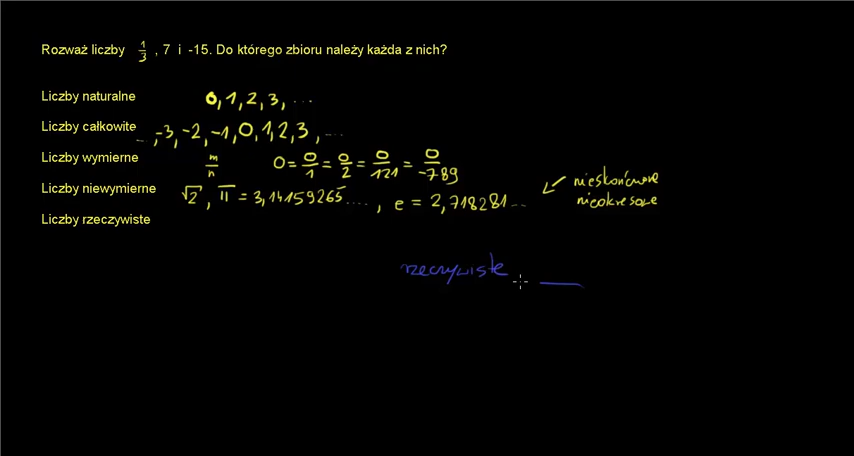 Rozważ liczby 1/3 , 7 i -15. Do którego zbioru należy każda z nich?
Liczby naturalne 0, 1, 2, 3, ...
Liczby całkowite ..., -3, -2, -1, 0, 1, 2, 3, ...
Liczby wymierne m/n 0 = 0/1 = 0/2 = 0/121 = 0/-789
Liczby niewymierne √2, π = 3,14159265...., e = 2,718281... nieskończone
nieokresowe
Liczby rzeczywiste
rzeczywiste